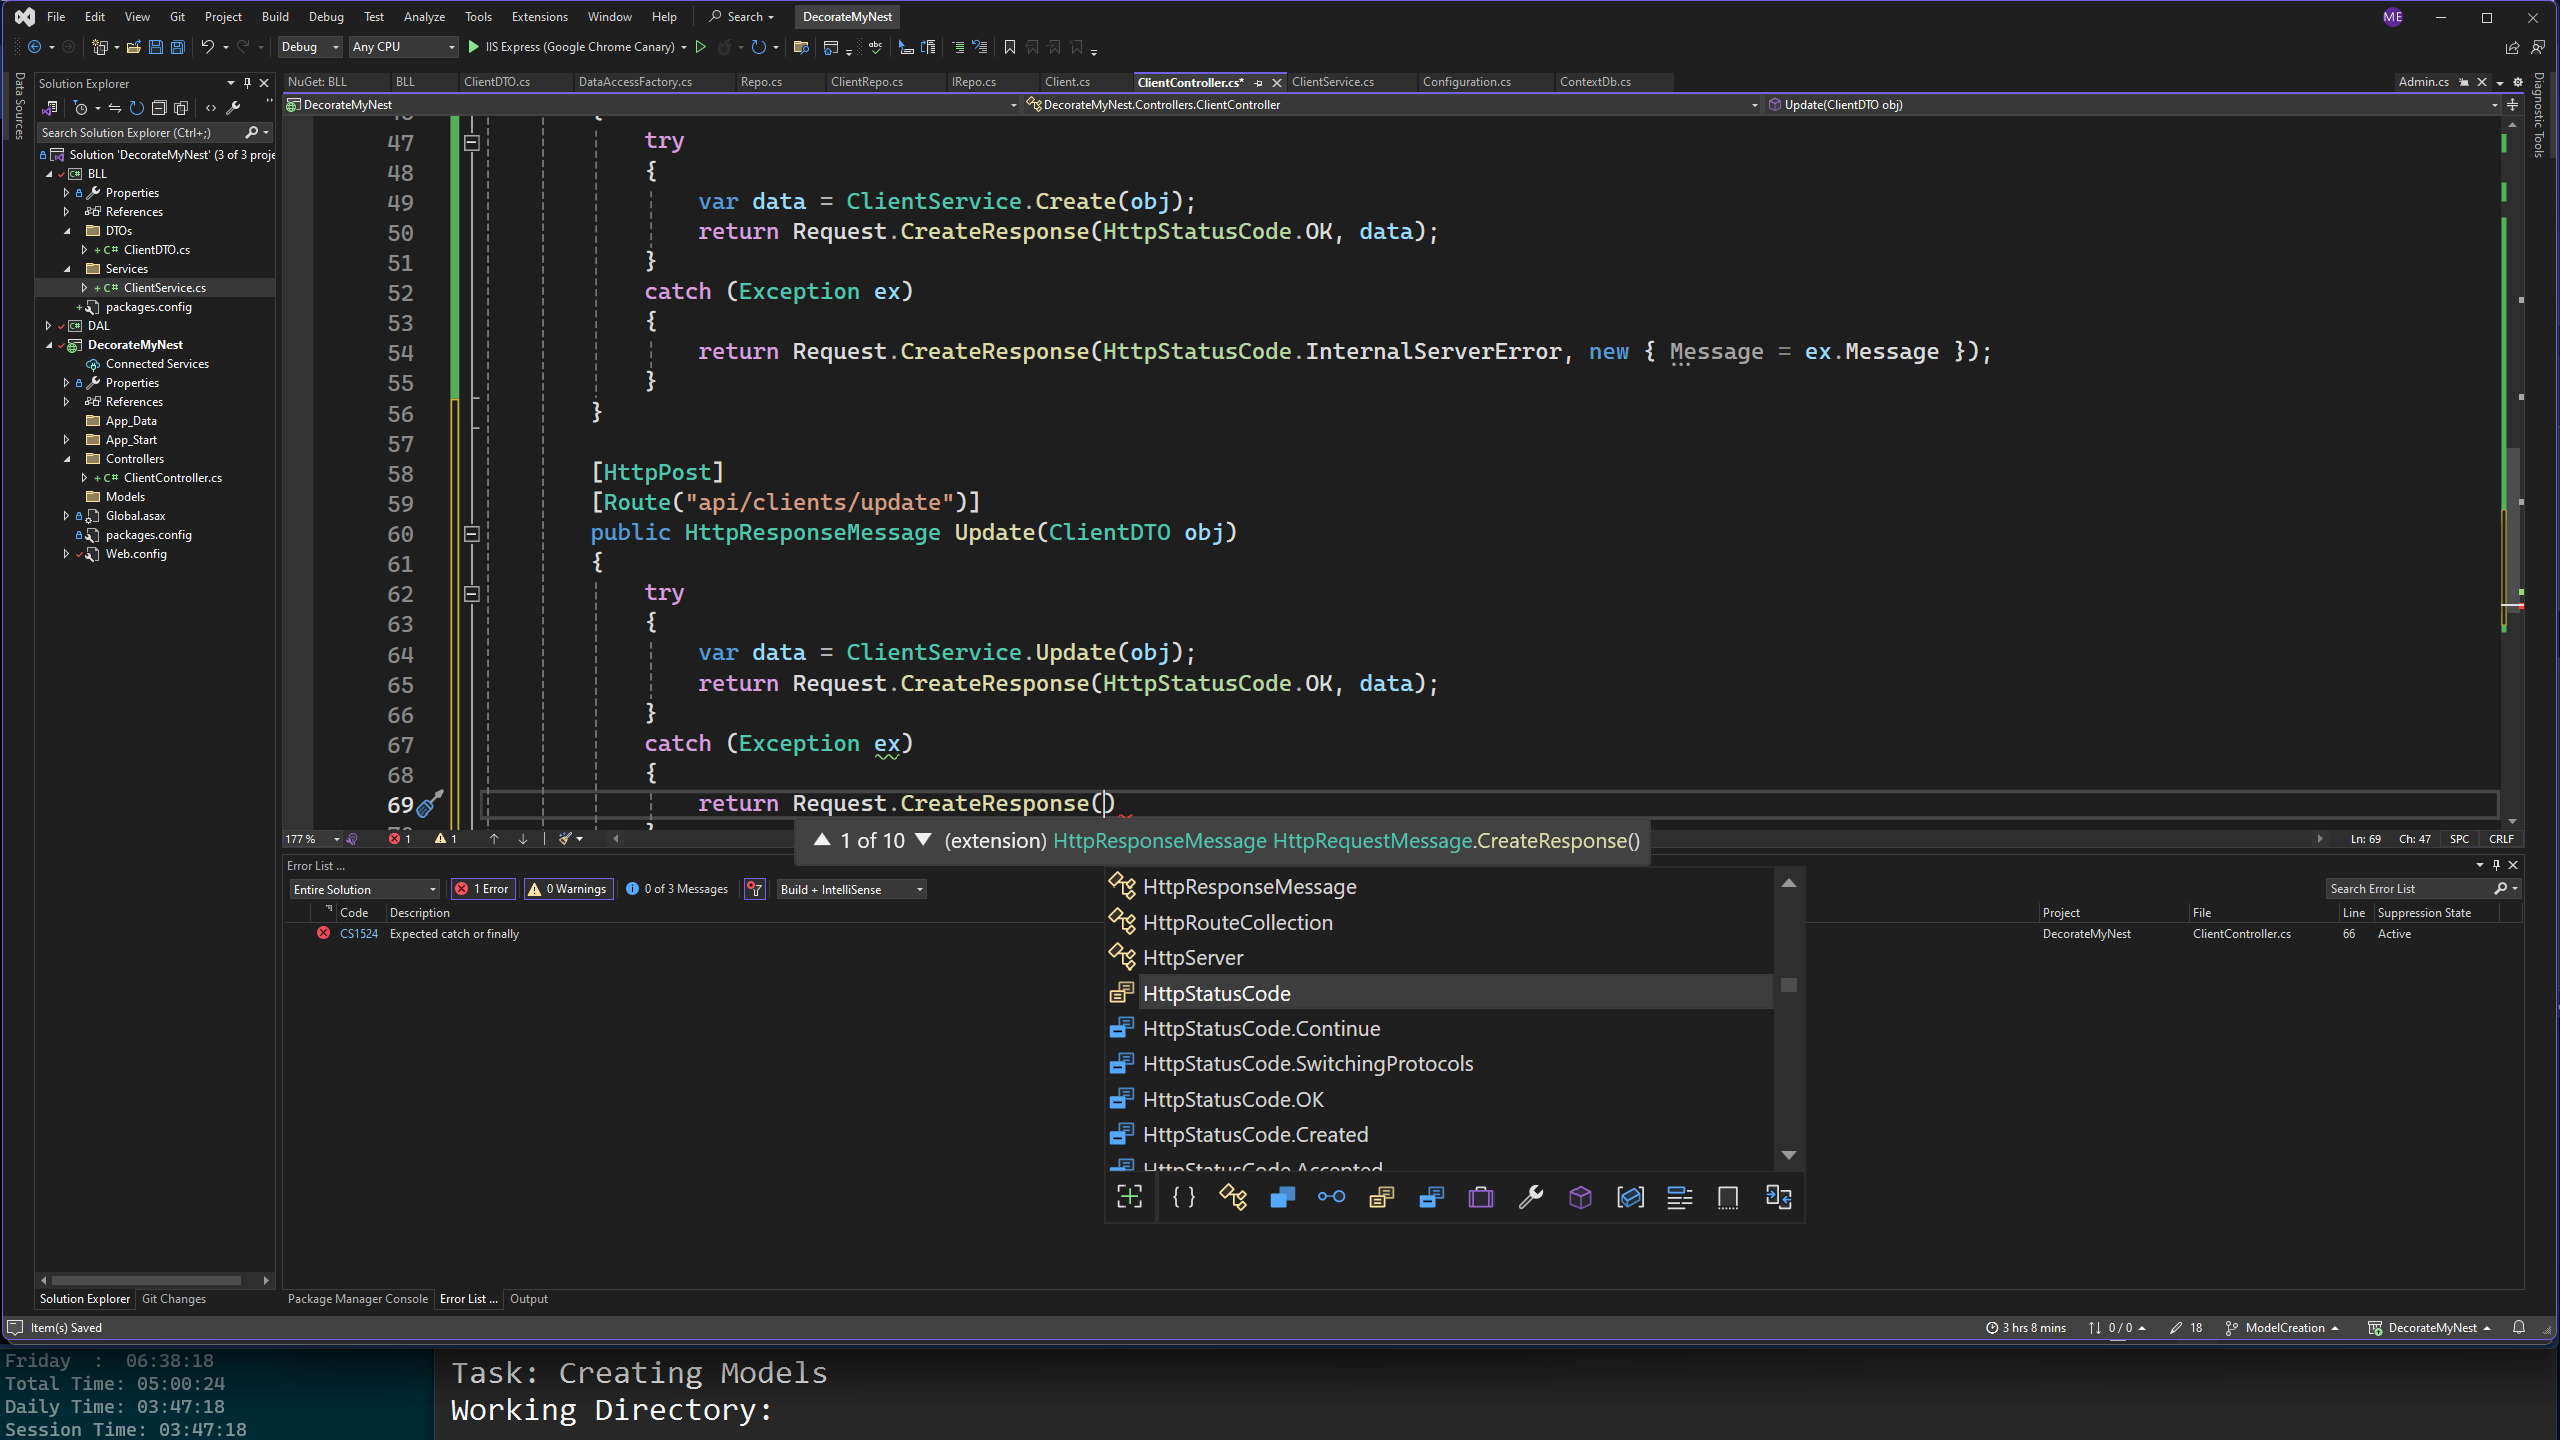 File Edit View Git Project Build Debug Test Analyze Tools Extensions Window Help Search DecorateMyNest ME
Debug Any CPU IIS Express (Google Chrome Canary)
Data Sources
Solution Explorer
Search Solution Explorer (Ctrl+;)
Solution 'DecorateMyNest' (3 of 3 proje
BLL
Properties
References
DTOs
ClientDTO.cs
Services
ClientService.cs
packages.config
DAL
DecorateMyNest
Connected Services
Properties
References
App_Data
App_Start
Controllers
ClientController.cs
Models
Global.asax
packages.config
Web.config
Solution Explorer Git Changes
NuGet: BLL BLL ClientDTO.cs DataAccessFactory.cs Repo.cs ClientRepo.cs IRepo.cs Client.cs ClientController.cs* ClientService.cs Configuration.cs ContextDb.cs Admin.cs
DecorateMyNest DecorateMyNest.Controllers.ClientController Update(ClientDTO obj)
Diagnostic Tools
{
47 try
48 {
49 var data = ClientService.Create(obj);
50 return Request.CreateResponse(HttpStatusCode.OK, data);
51 }
52 catch (Exception ex)
53 {
54 return Request.CreateResponse(HttpStatusCode.InternalServerError, new { Message = ex.Message });
55 }
56 }
57
58 [HttpPost]
59 [Route("api/clients/update")]
60 public HttpResponseMessage Update(ClientDTO obj)
61 {
62 try
63 {
64 var data = ClientService.Update(obj);
65 return Request.CreateResponse(HttpStatusCode.OK, data);
66 }
67 catch (Exception ex)
68 {
69 return Request.CreateResponse()
177 % 1 1 Ln: 69 Ch: 47 SPC CRLF
1 of 10 (extension) HttpResponseMessage HttpRequestMessage.CreateResponse()
HttpResponseMessage
HttpRouteCollection
HttpServer
HttpStatusCode
HttpStatusCode.Continue
HttpStatusCode.SwitchingProtocols
HttpStatusCode.OK
HttpStatusCode.Created
HttpStatusCode.Accepted
Error List ...
Entire Solution 1 Error 0 Warnings 0 of 3 Messages Build + IntelliSense Search Error List
Code Description Project File Line Suppression State
CS1524 Expected catch or finally DecorateMyNest ClientController.cs 66 Active
Package Manager Console Error List ... Output
Item(s) Saved 3 hrs 8 mins 0 / 0 18 ModelCreation DecorateMyNest
Friday : 06:38:18
Total Time: 05:00:24
Daily Time: 03:47:18
Session Time: 03:47:18
Task: Creating Models
Working Directory: